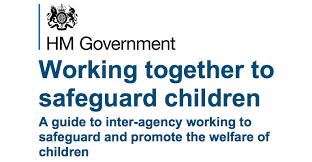 HM Government
Working together to
safeguard children
A guide to inter-agency working to
safeguard and promote the welfare of
children